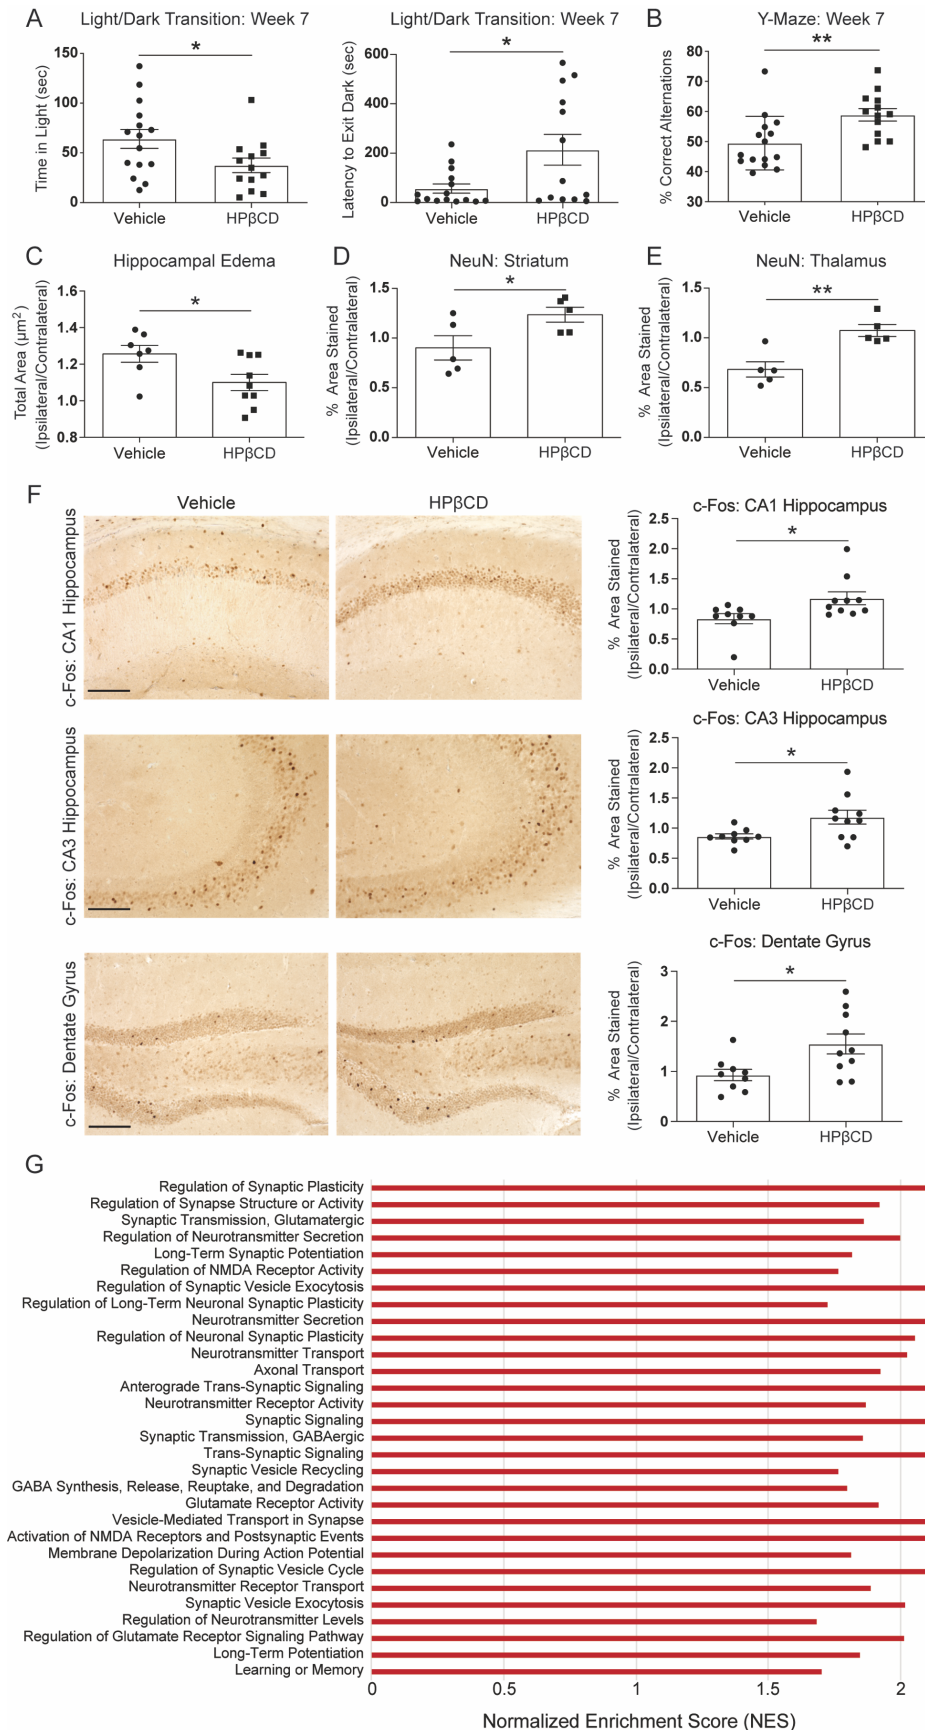 A
Light/Dark Transition: Week 7
Time in Light (sec)
150
100
50
0
*
Vehicle
HPβCD
Light/Dark Transition: Week 7
Latency to Exit Dark (sec)
600
400
200
0
*
Vehicle
HPβCD
B
Y-Maze: Week 7
% Correct Alternations
80
70
60
50
40
30
**
Vehicle
HPβCD
C
Hippocampal Edema
Total Area (μm²)
(Ipsilateral/Contralateral)
1.6
1.4
1.2
1.0
0.8
*
Vehicle
HPβCD
D
NeuN: Striatum
% Area Stained
(Ipsilateral/Contralateral)
1.5
1.0
0.5
0.0
*
Vehicle
HPβCD
E
NeuN: Thalamus
% Area Stained
(Ipsilateral/Contralateral)
1.5
1.0
0.5
0.0
**
Vehicle
HPβCD
F
Vehicle
HPβCD
c-Fos: CA1 Hippocampus
c-Fos: CA1 Hippocampus
% Area Stained
(Ipsilateral/Contralateral)
2.5
2.0
1.5
1.0
0.5
0.0
*
Vehicle
HPβCD
c-Fos: CA3 Hippocampus
c-Fos: CA3 Hippocampus
% Area Stained
(Ipsilateral/Contralateral)
2.5
2.0
1.5
1.0
0.5
0.0
*
Vehicle
HPβCD
c-Fos: Dentate Gyrus
c-Fos: Dentate Gyrus
% Area Stained
(Ipsilateral/Contralateral)
3
2
1
0
*
Vehicle
HPβCD
G
Regulation of Synaptic Plasticity
Regulation of Synapse Structure or Activity
Synaptic Transmission, Glutamatergic
Regulation of Neurotransmitter Secretion
Long-Term Synaptic Potentiation
Regulation of NMDA Receptor Activity
Regulation of Synaptic Vesicle Exocytosis
Regulation of Long-Term Neuronal Synaptic Plasticity
Neurotransmitter Secretion
Regulation of Neuronal Synaptic Plasticity
Neurotransmitter Transport
Axonal Transport
Anterograde Trans-Synaptic Signaling
Neurotransmitter Receptor Activity
Synaptic Signaling
Synaptic Transmission, GABAergic
Trans-Synaptic Signaling
Synaptic Vesicle Recycling
GABA Synthesis, Release, Reuptake, and Degradation
Glutamate Receptor Activity
Vesicle-Mediated Transport in Synapse
Activation of NMDA Receptors and Postsynaptic Events
Membrane Depolarization During Action Potential
Regulation of Synaptic Vesicle Cycle
Neurotransmitter Receptor Transport
Synaptic Vesicle Exocytosis
Regulation of Neurotransmitter Levels
Regulation of Glutamate Receptor Signaling Pathway
Long-Term Potentiation
Learning or Memory
0
0.5
1
1.5
2
Normalized Enrichment Score (NES)